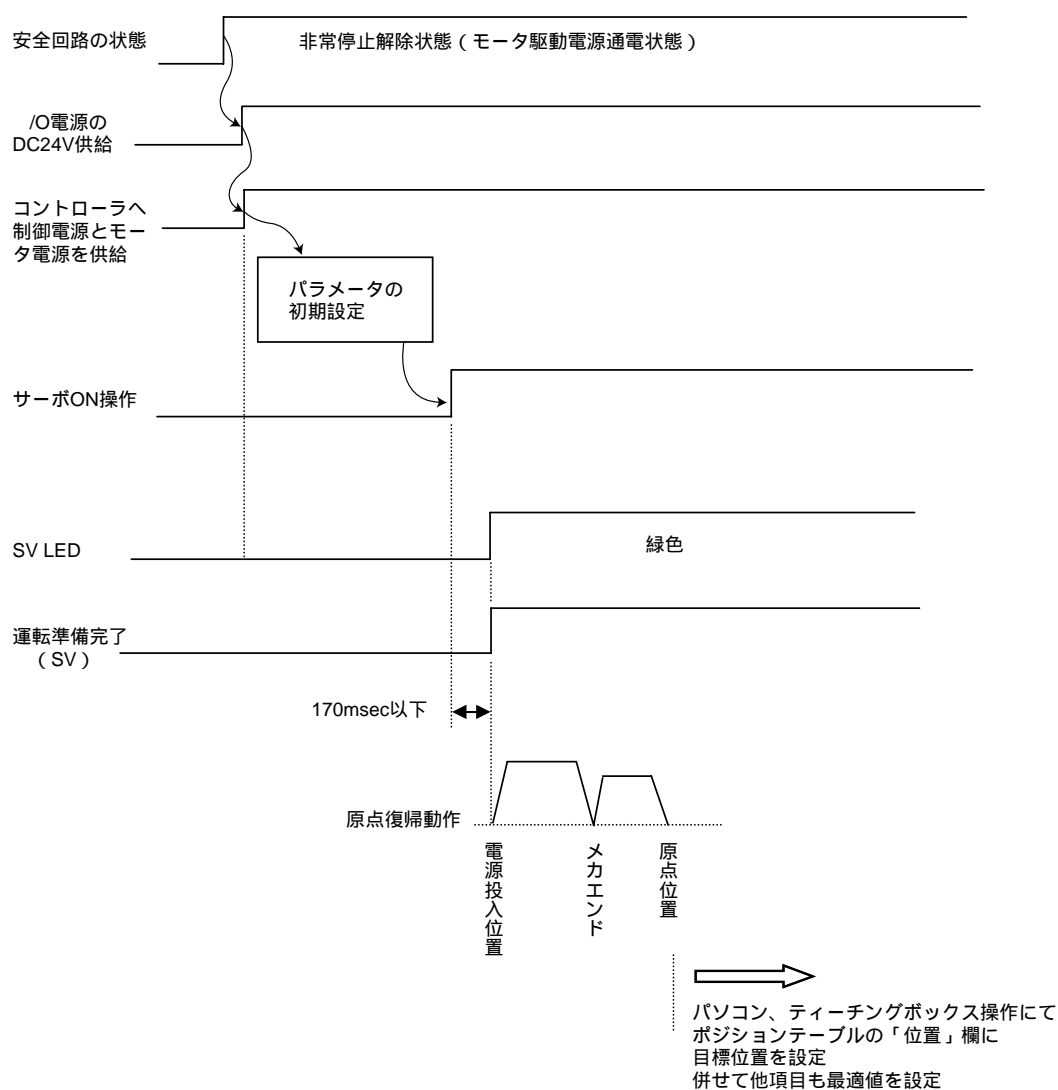 安全回路の状態
非常停止解除状態（モータ駆動電源通電状態）
/O電源の
DC24V供給
コントローラへ
制御電源とモー
タ電源を供給
パラメータの
初期設定
サーボON操作
SV LED
緑色
運転準備完了
（SV）
170msec以下
原点復帰動作
電源投入位置
メカエンド
原点位置
パソコン、ティーチングボックス操作にて
ポジションテーブルの「位置」欄に
目標位置を設定
併せて他項目も最適値を設定